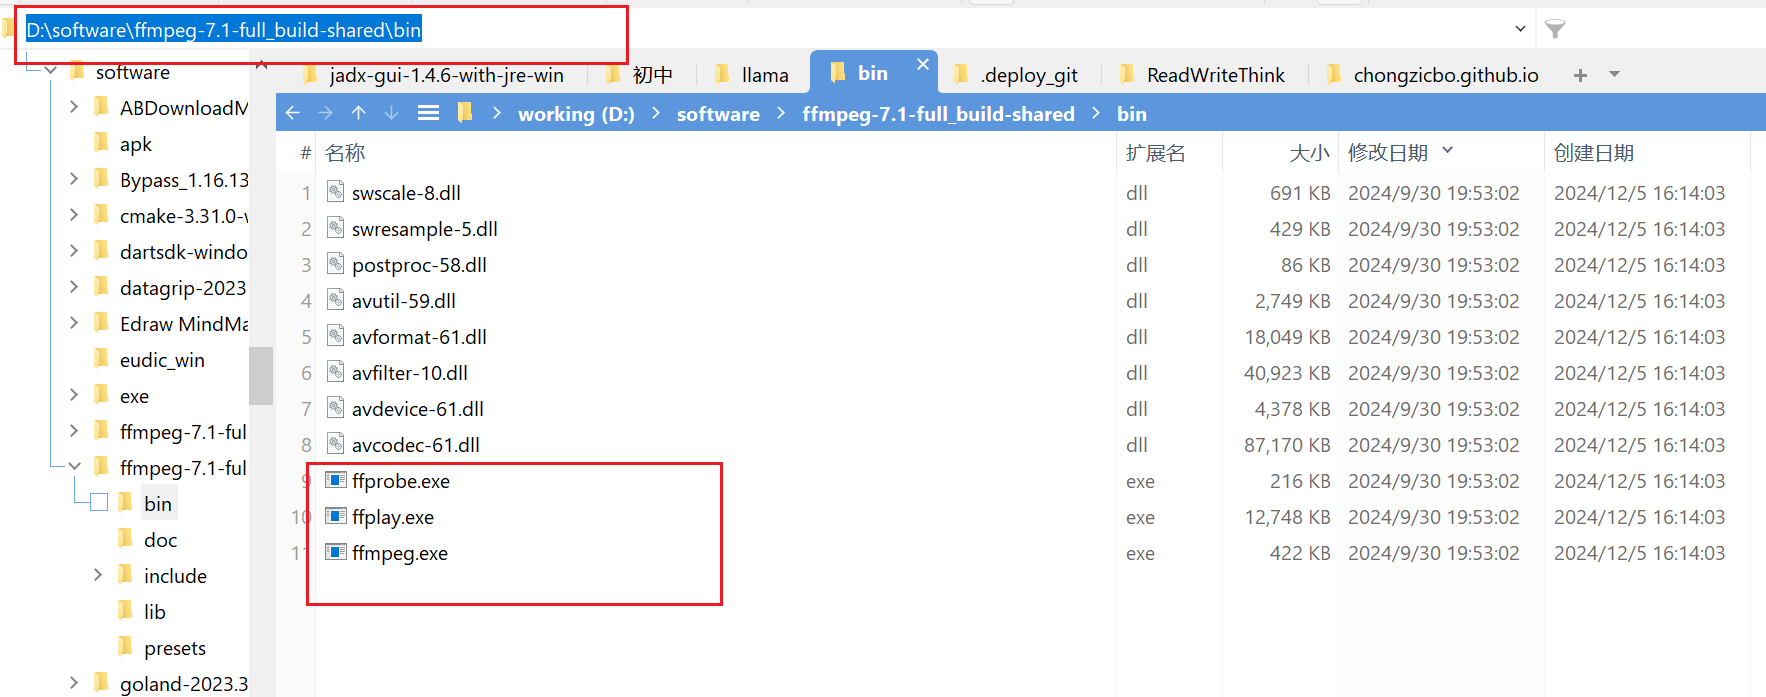 D:\software\ffmpeg-7.1-full_build-shared\bin
software
ABDownloadM
apk
Bypass_1.16.13
cmake-3.31.0-w
dartsdk-windo
datagrip-2023
Edraw MindMa
eudic_win
exe
ffmpeg-7.1-ful
ffmpeg-7.1-ful
bin
doc
include
lib
presets
goland-2023.3
jadx-gui-1.4.6-with-jre-win 初中 llama bin .deploy_git ReadWriteThink chongzicbo.github.io
working (D:) software ffmpeg-7.1-full_build-shared bin
# 名称 扩展名 大小 修改日期 创建日期
1 swscale-8.dll dll 691 KB 2024/9/30 19:53:02 2024/12/5 16:14:03
2 swresample-5.dll dll 429 KB 2024/9/30 19:53:02 2024/12/5 16:14:03
3 postproc-58.dll dll 86 KB 2024/9/30 19:53:02 2024/12/5 16:14:03
4 avutil-59.dll dll 2,749 KB 2024/9/30 19:53:02 2024/12/5 16:14:03
5 avformat-61.dll dll 18,049 KB 2024/9/30 19:53:02 2024/12/5 16:14:03
6 avfilter-10.dll dll 40,923 KB 2024/9/30 19:53:02 2024/12/5 16:14:03
7 avdevice-61.dll dll 4,378 KB 2024/9/30 19:53:02 2024/12/5 16:14:03
8 avcodec-61.dll dll 87,170 KB 2024/9/30 19:53:02 2024/12/5 16:14:03
9 ffprobe.exe exe 216 KB 2024/9/30 19:53:02 2024/12/5 16:14:03
10 ffplay.exe exe 12,748 KB 2024/9/30 19:53:02 2024/12/5 16:14:03
11 ffmpeg.exe exe 422 KB 2024/9/30 19:53:02 2024/12/5 16:14:03